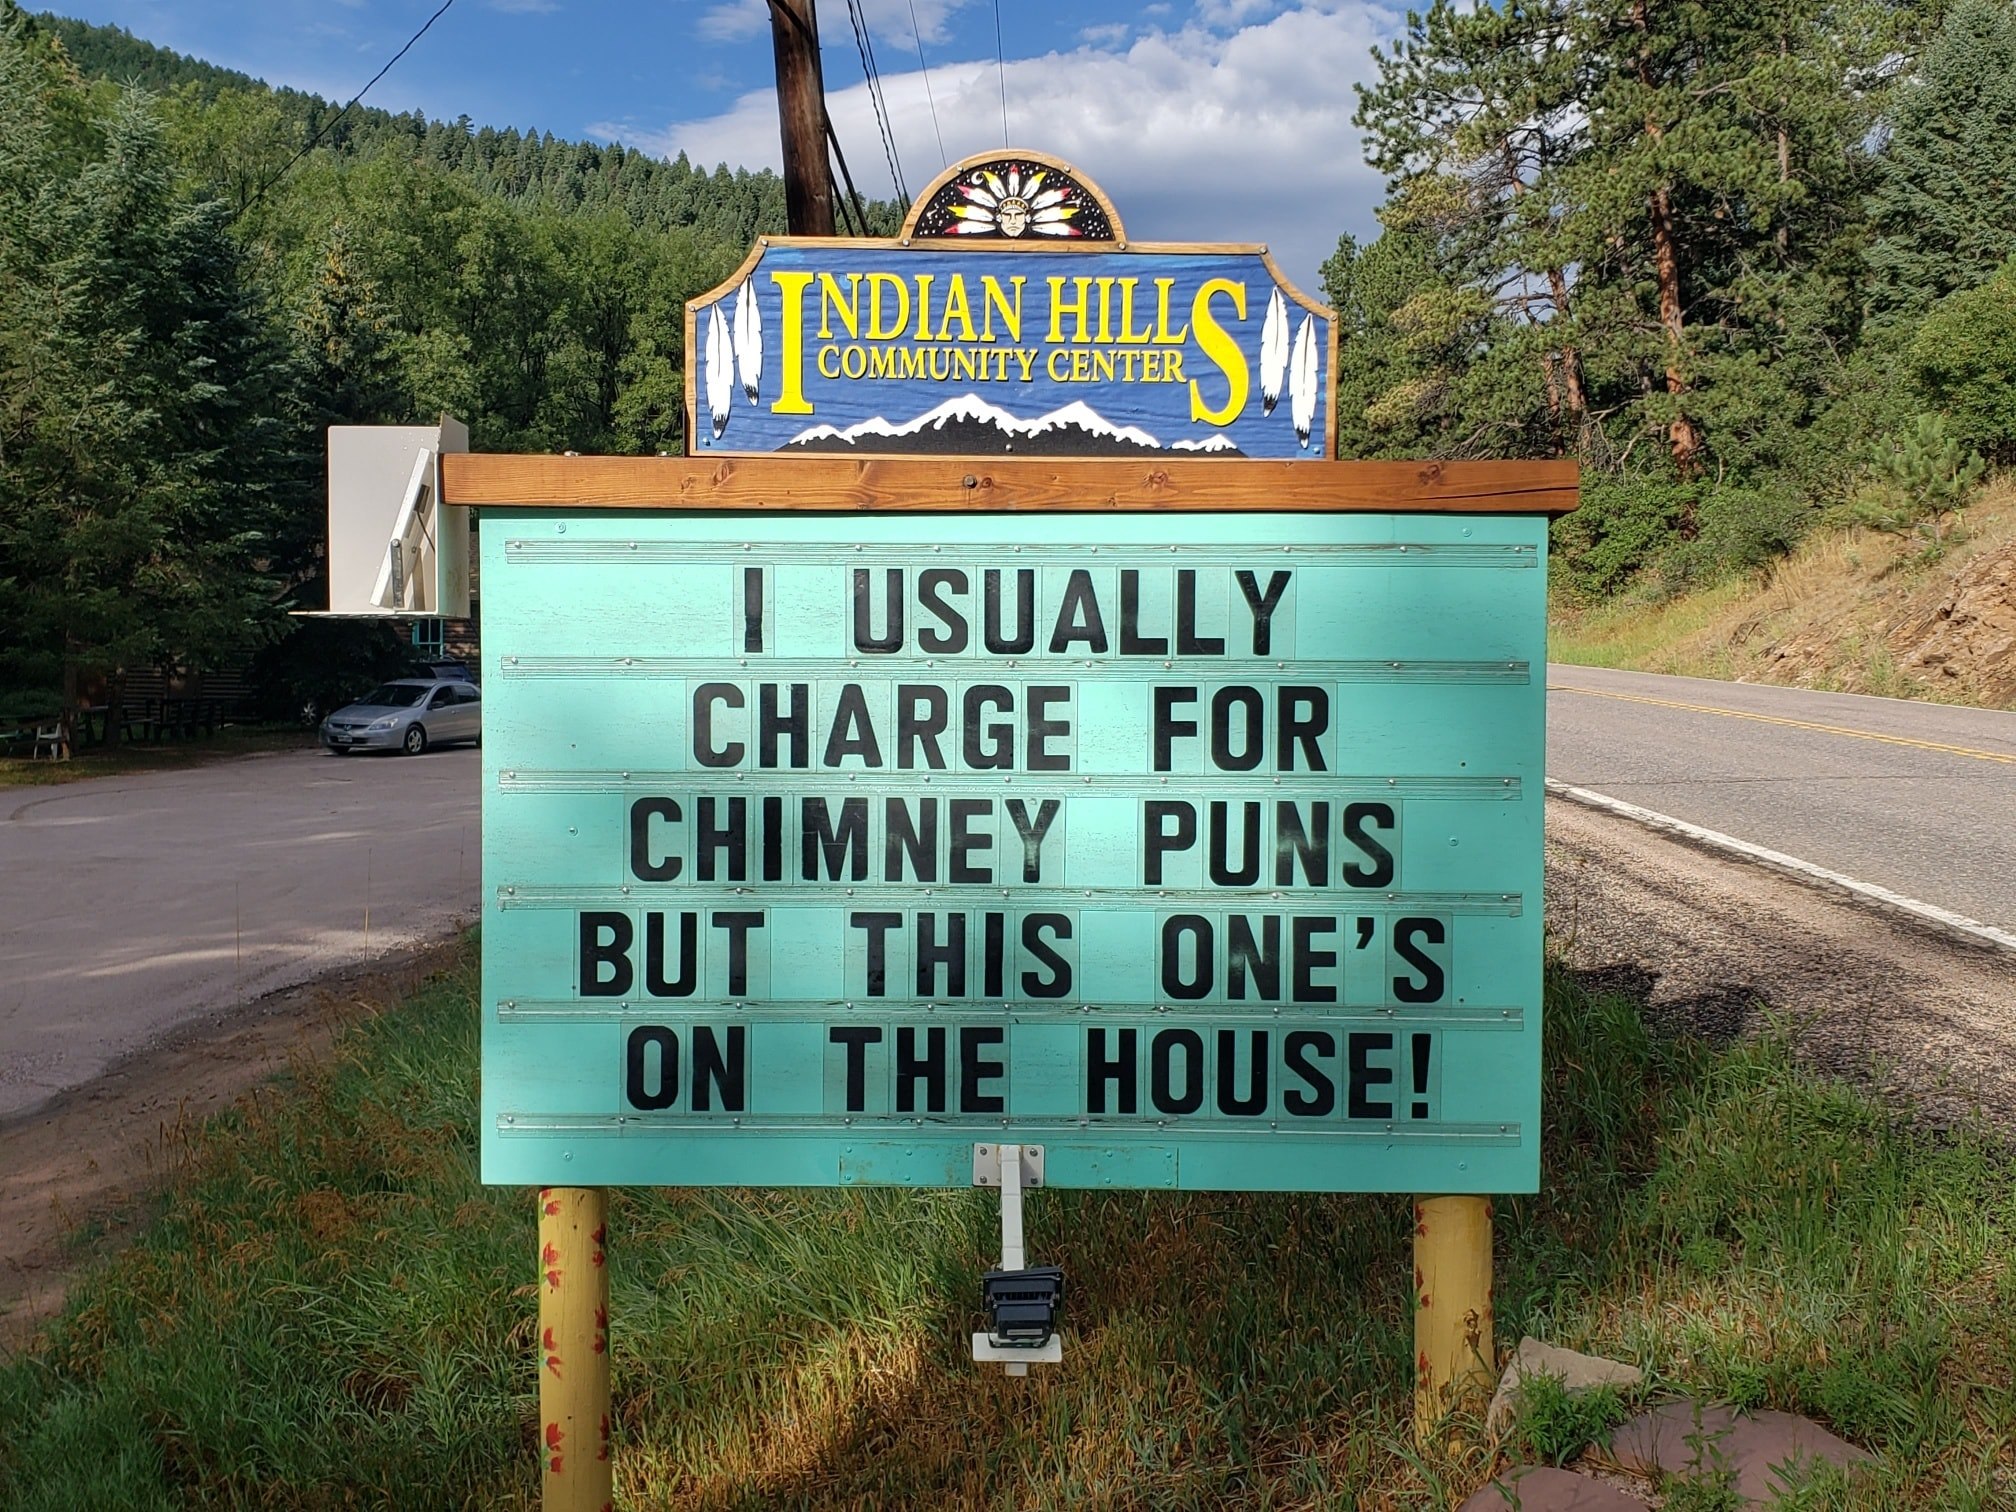 INDIAN HILLS
COMMUNITY CENTER
I USUALLY
CHARGE FOR
CHIMNEY PUNS
BUT THIS ONE'S
ON THE HOUSE!